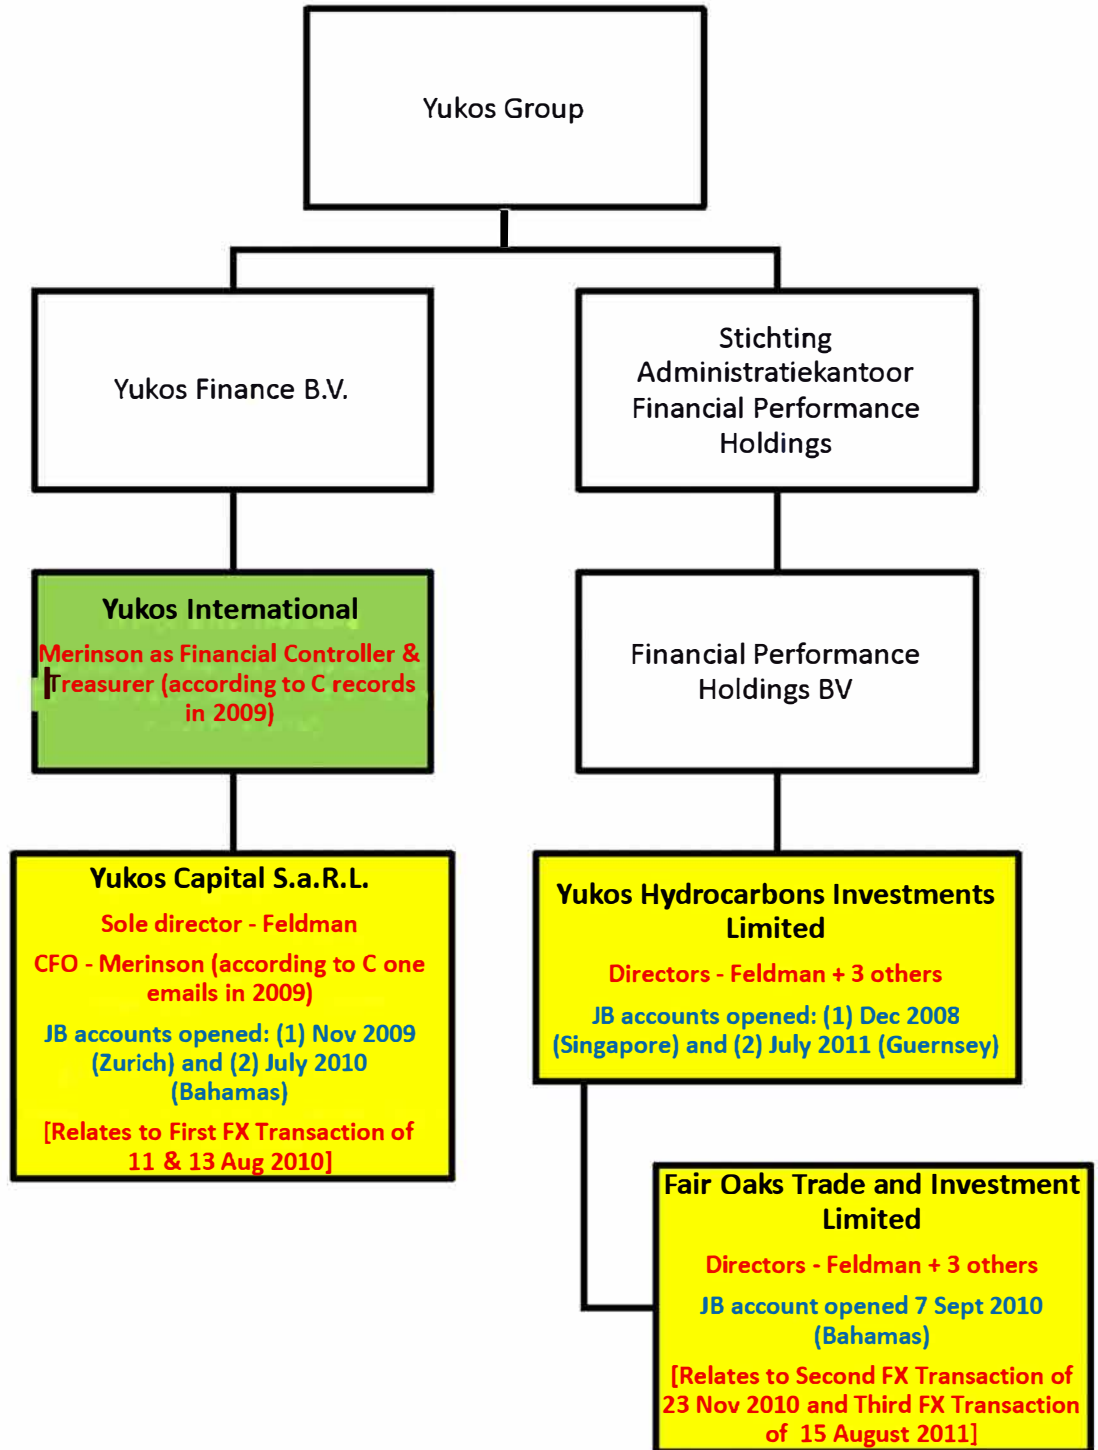 Yukos Group
Yukos Finance B.V.
Stichting
Administratiekantoor
Financial Performance
Holdings
Yukos International
Merinson as Financial Controller &
Treasurer (according to C records
in 2009)
Financial Performance
Holdings BV
Yukos Capital S.a.R.L.
Sole director - Feldman
CFO - Merinson (according to C one
emails in 2009)
JB accounts opened: (1) Nov 2009
(Zurich) and (2) July 2010
(Bahamas)
[Relates to First FX Transaction of
11 & 13 Aug 2010]
Yukos Hydrocarbons Investments
Limited
Directors - Feldman + 3 others
JB accounts opened: (1) Dec 2008
(Singapore) and (2) July 2011 (Guernsey)
Fair Oaks Trade and Investment
Limited
Directors - Feldman + 3 others
JB account opened 7 Sept 2010
(Bahamas)
[Relates to Second FX Transaction of
23 Nov 2010 and Third FX Transaction
of 15 August 2011]